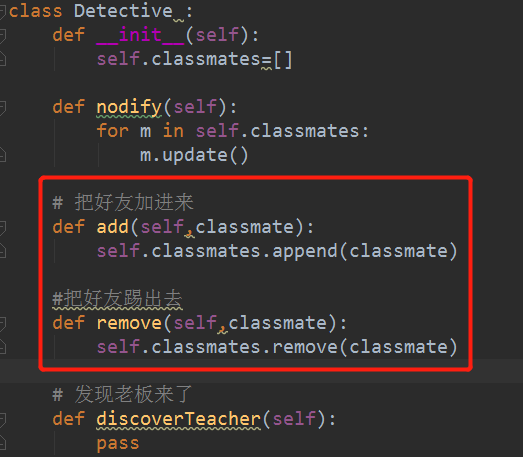 class Detective :
def __init__(self):
self.classmates=[]
def nodify(self):
for m in self.classmates:
m.update()
# 把好友加进来
def add(self,classmate):
self.classmates.append(classmate)
#把好友踢出去
def remove(self,classmate):
self.classmates.remove(classmate)
# 发现老板来了
def discoverTeacher(self):
pass